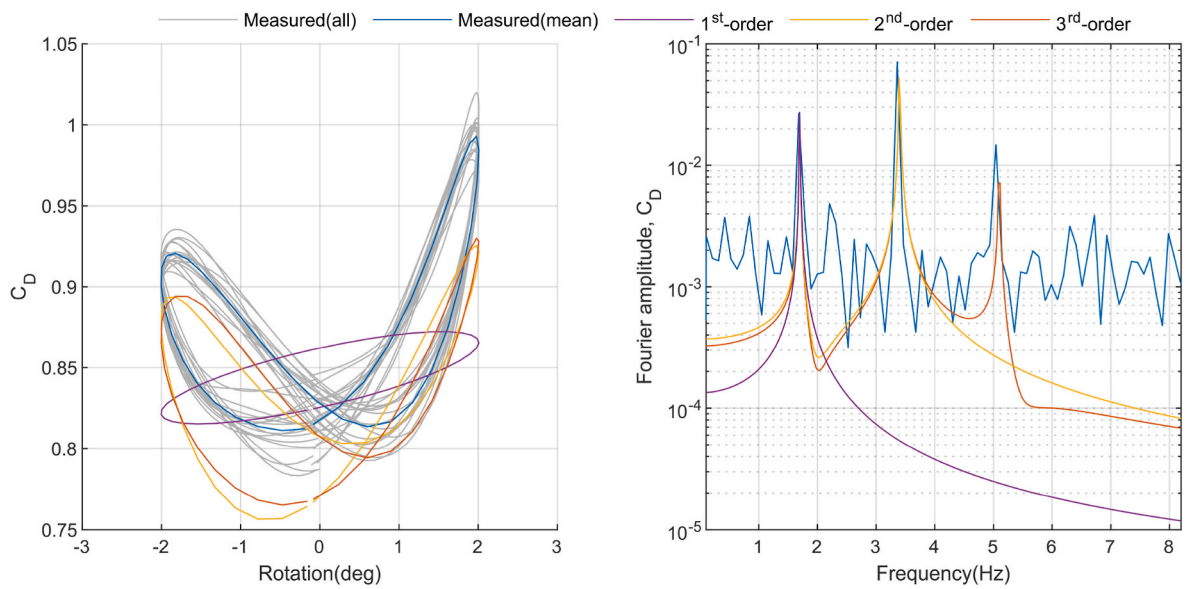 Measured(all) Measured(mean) 1st-order 2nd-order 3rd-order
1.05
1
0.95
0.9
0.85
0.8
0.75
C_D
-3 -2 -1 0 1 2 3
Rotation(deg)
10^-1
10^-2
10^-3
10^-4
10^-5
Fourier amplitude, C_D
1 2 3 4 5 6 7 8
Frequency(Hz)